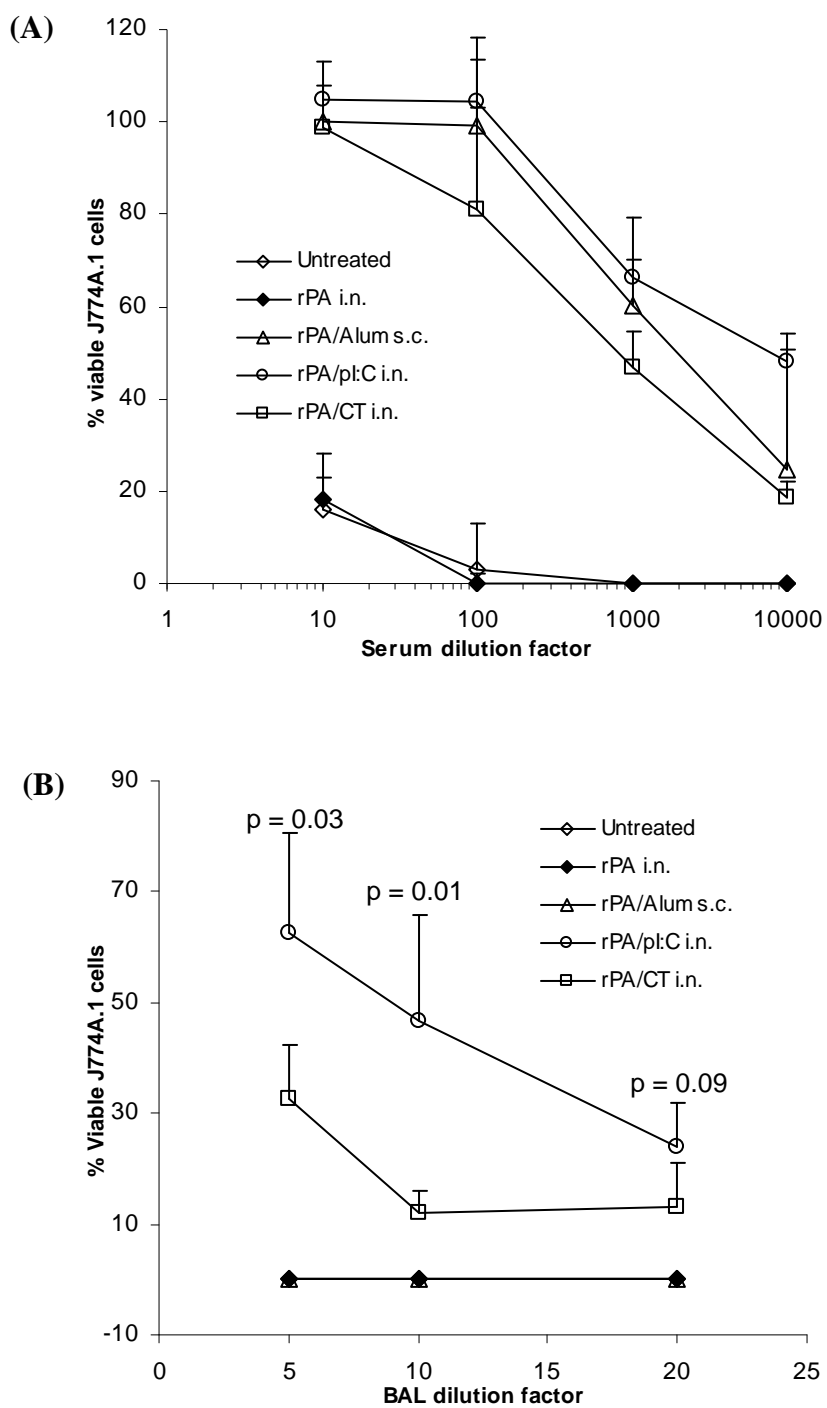 (A)
120
100
80
60
40
20
0
% viable J774A.1 cells
Untreated
rPA i.n.
rPA/Alum s.c.
rPA/pI:C i.n.
rPA/CT i.n.
1 10 100 1000 10000
Serum dilution factor
(B)
90
70
50
30
10
-10
% Viable J774A.1 cells
p = 0.03
p = 0.01
p = 0.09
Untreated
rPA i.n.
rPA/Alum s.c.
rPA/pI:C i.n.
rPA/CT i.n.
0 5 10 15 20 25
BAL dilution factor